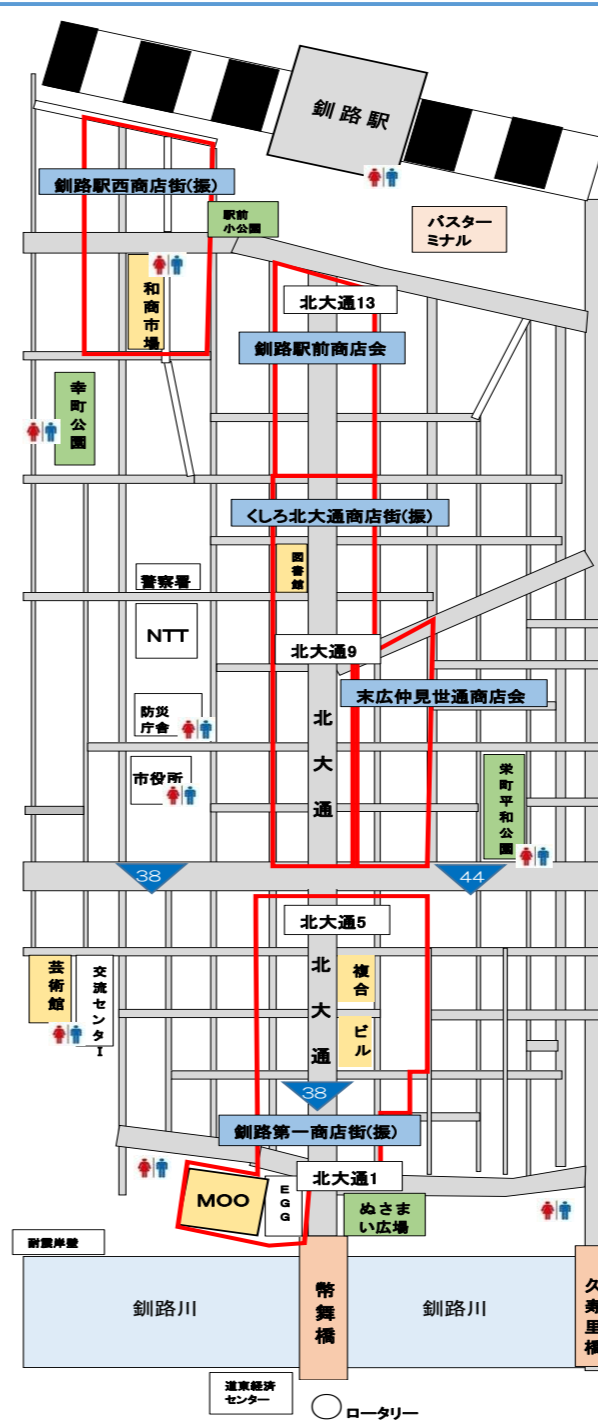 釧路駅
釧路駅西商店街(振)
駅前
小公園
バスター
ミナル
和商市場
北大通13
釧路駅前商店会
幸町公園
くしろ北大通商店街(振)
図書館
警察署
NTT
北大通9
末広仲見世通商店会
防災
庁舎
北大通
市役所
栄町平和公園
38
44
北大通5
芸術館
交流センター
北大通
複合
ビル
38
釧路第一商店街(振)
北大通1
MOO
EGG
ぬさま
い広場
耐震岸壁
釧路川
幣舞橋
釧路川
久寿里橋
道東経済
センター
ロータリー